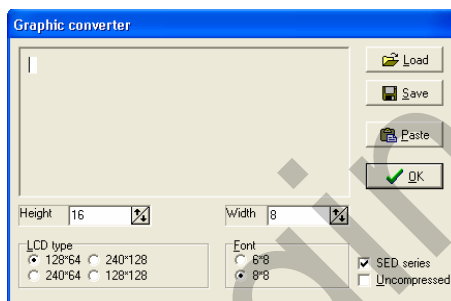 Graphic converter
Load
Save
Paste
OK
Height 16
Width 8
LCD type
128*64 240*128
240*64 128*128
Font
6*8
8*8
SED series
Uncompressed